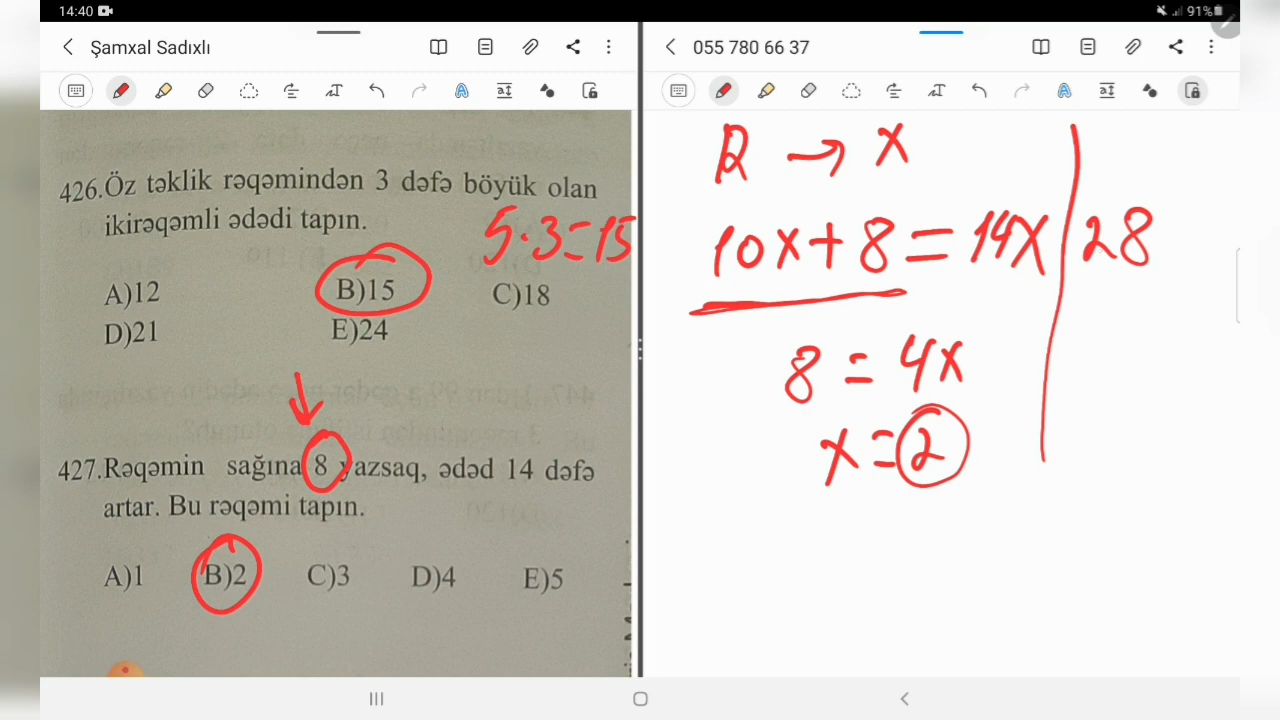 14:40
91%
Şamxal Sadıxlı
426.Öz təklik rəqəmindən 3 dəfə böyük olan
ikirəqəmli ədədi tapın.
5·3=15
A)12 B)15 C)18
D)21 E)24
427.Rəqəmin sağına 8 yazsaq, ədəd 14 dəfə
artar. Bu rəqəmi tapın.
A)1 B)2 C)3 D)4 E)5
055 780 66 37
R → x
10x+8=14x 28
8 = 4x
x=2